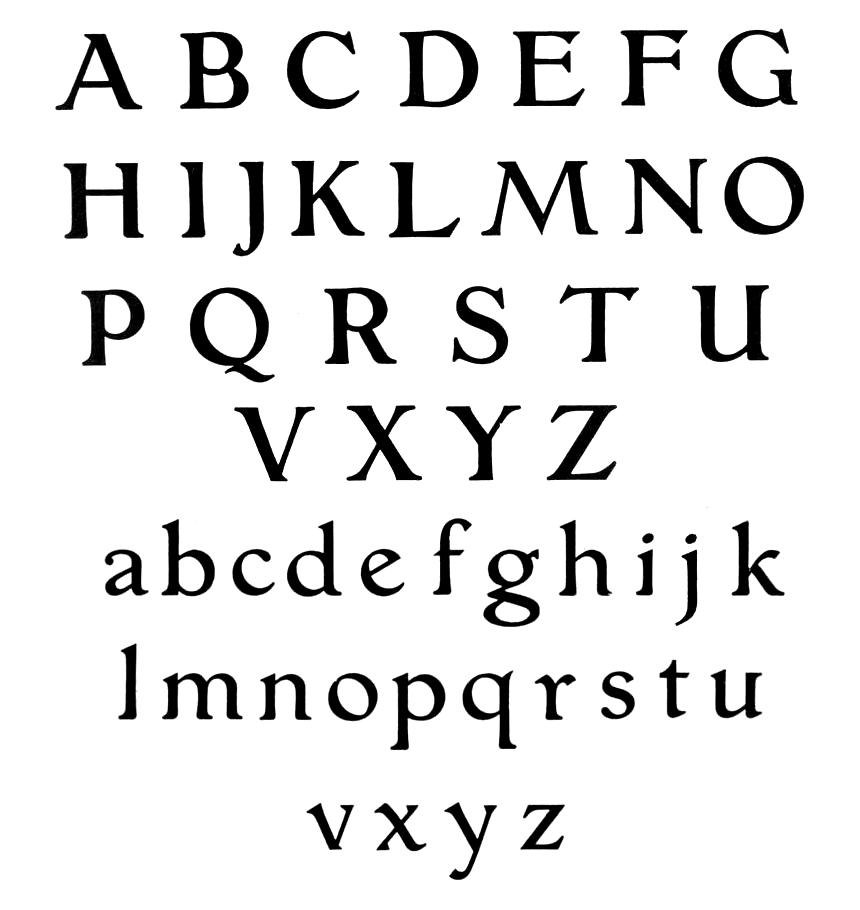 A B C D E F G
H I J K L M N O
P Q R S T U
V X Y Z
a b c d e f g h i j k
l m n o p q r s t u
v x y z